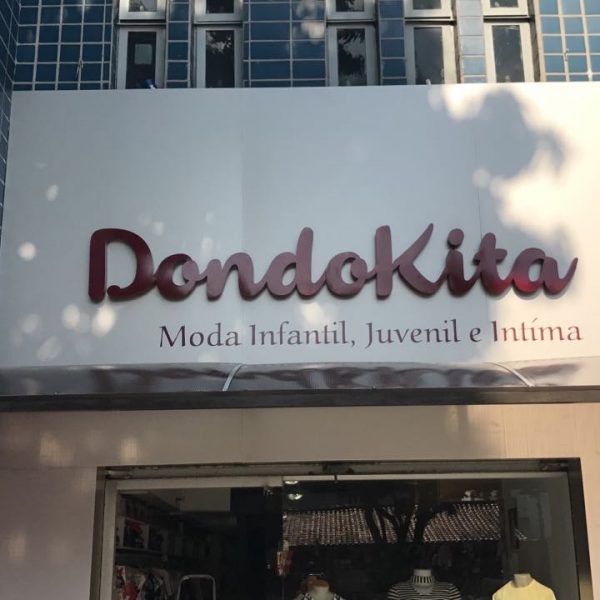 DondoKita
Moda Infantil, Juvenil e Intíma